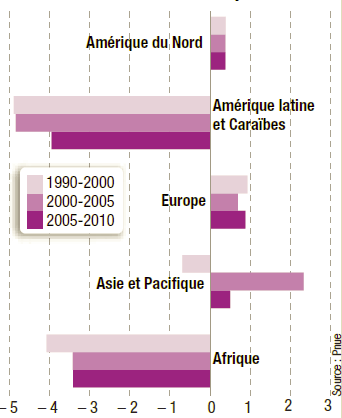 Amérique du Nord
Amérique latine
et Caraïbes
1990-2000
2000-2005
2005-2010
Europe
Asie et Pacifique
Afrique
– 5 – 4 – 3 – 2 – 1 0 1 2 3
Source : Pnue